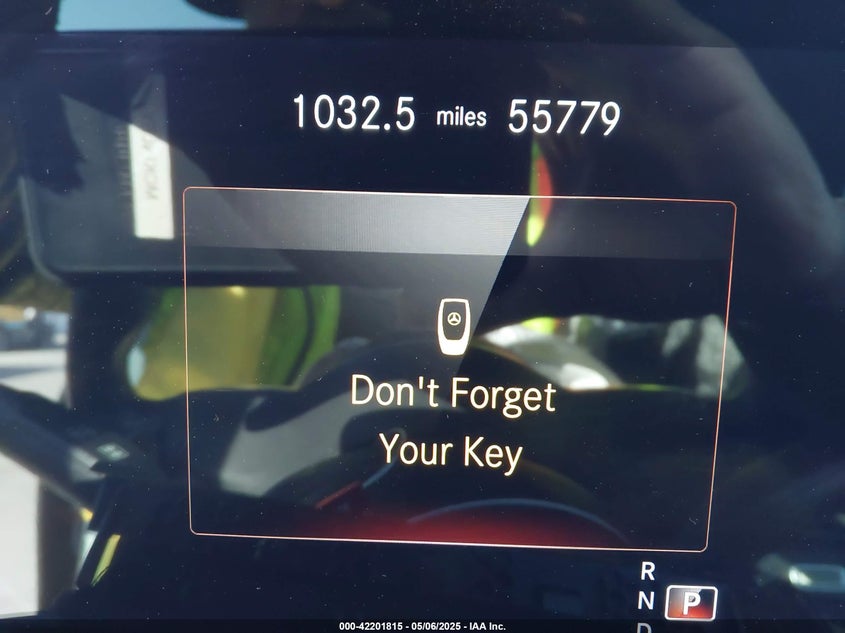 1032.5 miles 55779
Don't Forget
Your Key
R
N P
D
000-42201815 - 05/06/2025 - IAA Inc.